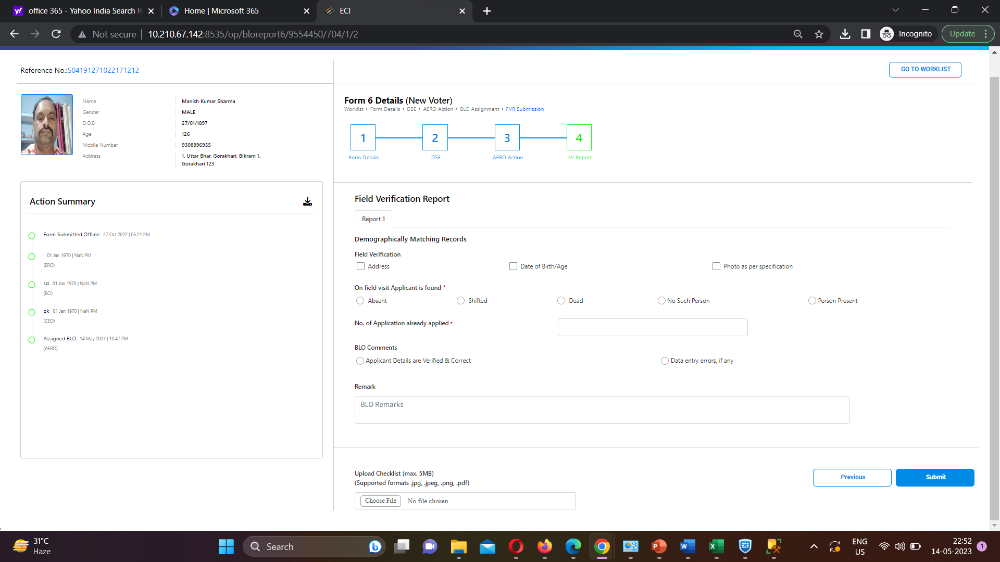 office 365 - Yahoo India Search R
Home | Microsoft 365
ECI
Not secure
10.210.67.142:8535/op/bloreport6/9554450/704/1/2
Incognito
Update
Reference No.:S04191271022171212
GO TO WORKLIST
Name Manish Kumar Sharma
Gender MALE
D.O.B 27/01/1897
Age 126
Mobile Number 9308896955
Address 1, Uttar Bhar, Gorakhari, Bikram 1,
Gorakhari 123
Form 6 Details (New Voter)
Worklist > Form Details > DSE > AERO Action > BLO Assignment > FVR Submission
1 2 3 4
Form Details DSE AERO Action FV Report
Action Summary
Form Submitted Offline 27 Oct 2022 | 05:21 PM
01 Jan 1970 | NaN PM
(ERO)
sd 01 Jan 1970 | NaN PM
(ECI)
ok 01 Jan 1970 | NaN PM
(CEO)
Assigned BLO 14 May 2023 | 10:42 PM
(AERO)
Field Verification Report
Report 1
Demographically Matching Records
Field Verification
Address Date of Birth/Age Photo as per specification
On field visit Applicant is found *
Absent Shifted Dead No Such Person Person Present
No. of Application already applied *
BLO Comments
Applicant Details are Verified & Correct Data entry errors, if any
Remark
BLO Remarks
Upload Checklist (max. 5MB)
(Supported formats .jpg, .jpeg, .png, .pdf)
Choose File No file chosen
Previous Submit
31°C
Haze
Search
ENG
US
22:52
14-05-2023
1